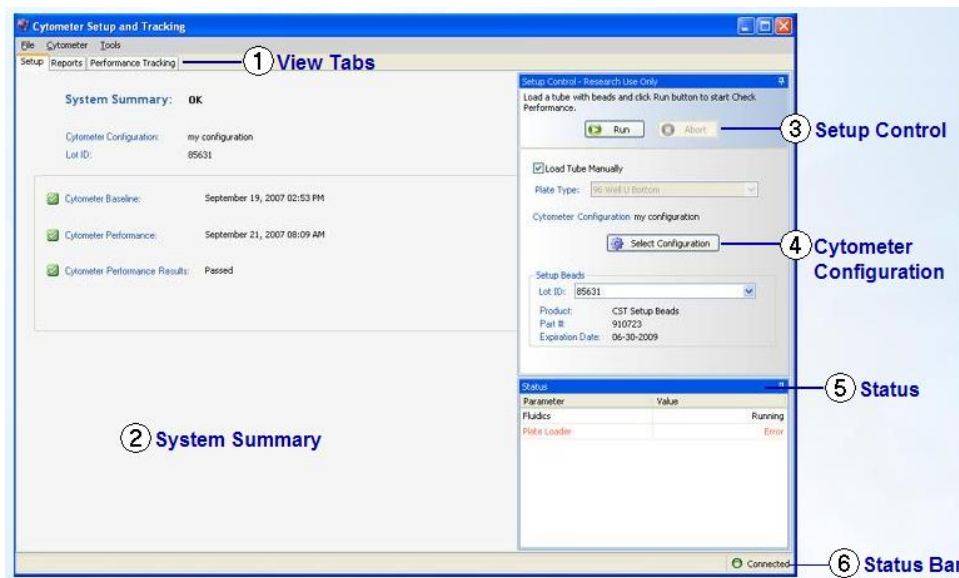 Cytometer Setup and Tracking
File Cytometer Tools
Setup Reports Performance Tracking
1 View Tabs
System Summary: OK
Cytometer Configuration: my configuration
Lot ID: 85631
Cytometer Baseline: September 19, 2007 02:53 PM
Cytometer Performance: September 21, 2007 08:09 AM
Cytometer Performance Results: Passed
2 System Summary
Setup Control - Research Use Only
Load a tube with beads and click Run button to start Check
Performance.
Run Abort
3 Setup Control
Load Tube Manually
Plate Type: 96 Well U Bottom
Cytometer Configuration my configuration
Select Configuration
4 Cytometer
Configuration
Setup Beads
Lot ID: 85631
Product: CST Setup Beads
Part #: 910723
Expiration Date: 06-30-2009
Status
5 Status
Parameter Value
Fluidics Running
Plate Loader Error
Connected
6 Status Bar